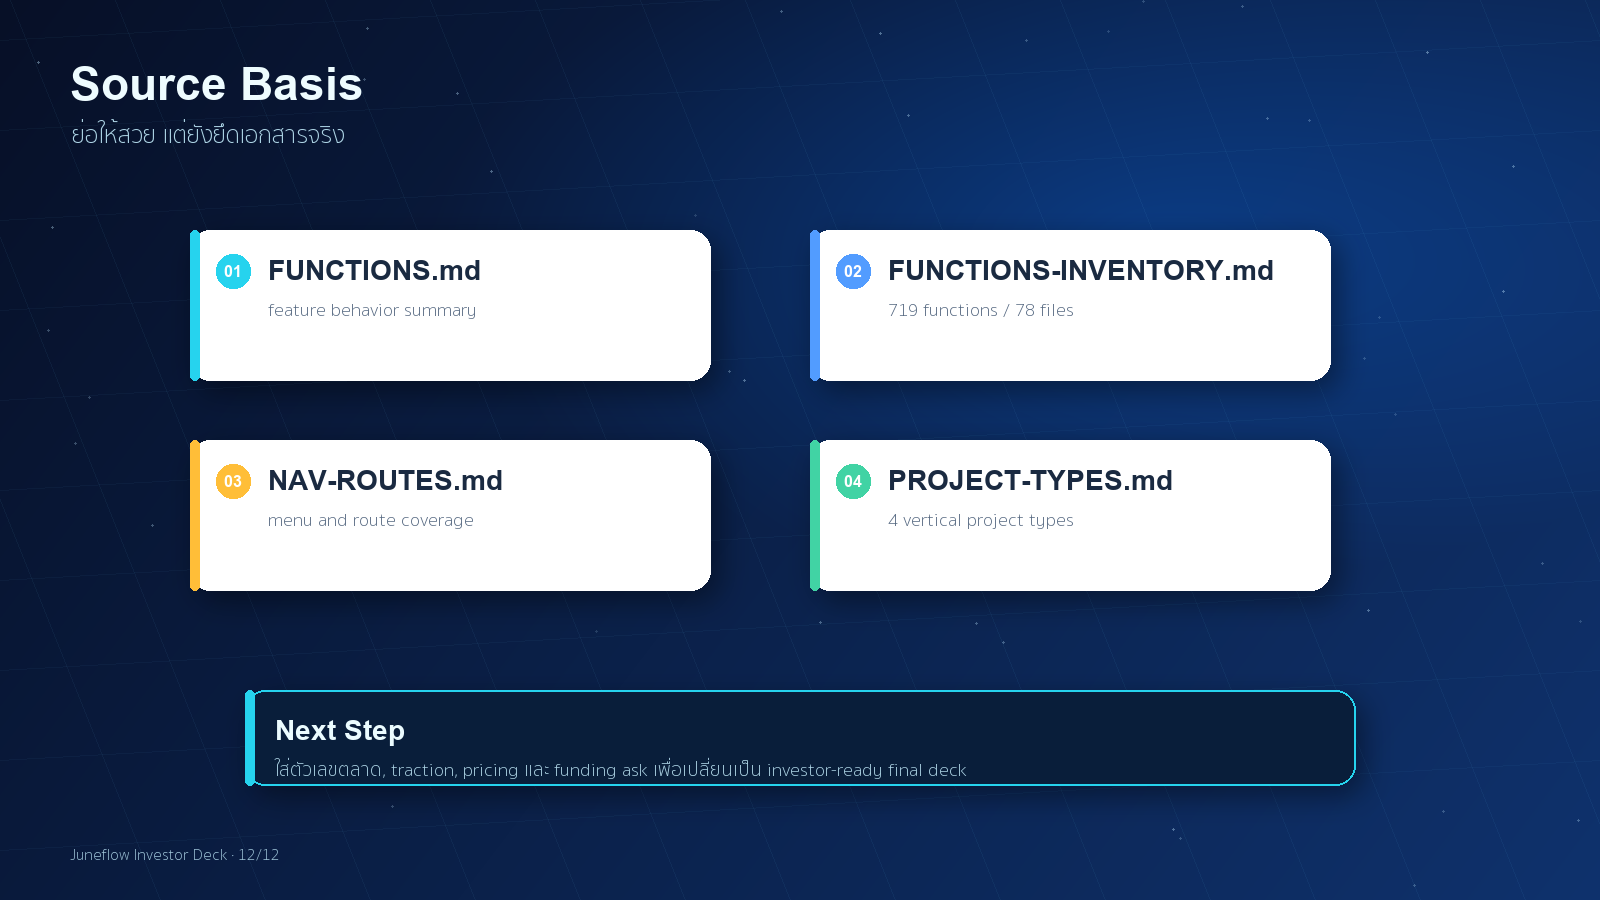 Source Basis
ย่อให้สวย แต่ยังยึดเอกสารจริง
01 FUNCTIONS.md
feature behavior summary
02 FUNCTIONS-INVENTORY.md
719 functions / 78 files
03 NAV-ROUTES.md
menu and route coverage
04 PROJECT-TYPES.md
4 vertical project types
Next Step
ใส่ตัวเลขตลาด, traction, pricing และ funding ask เพื่อเปลี่ยนเป็น investor-ready final deck
Juneflow Investor Deck · 12/12